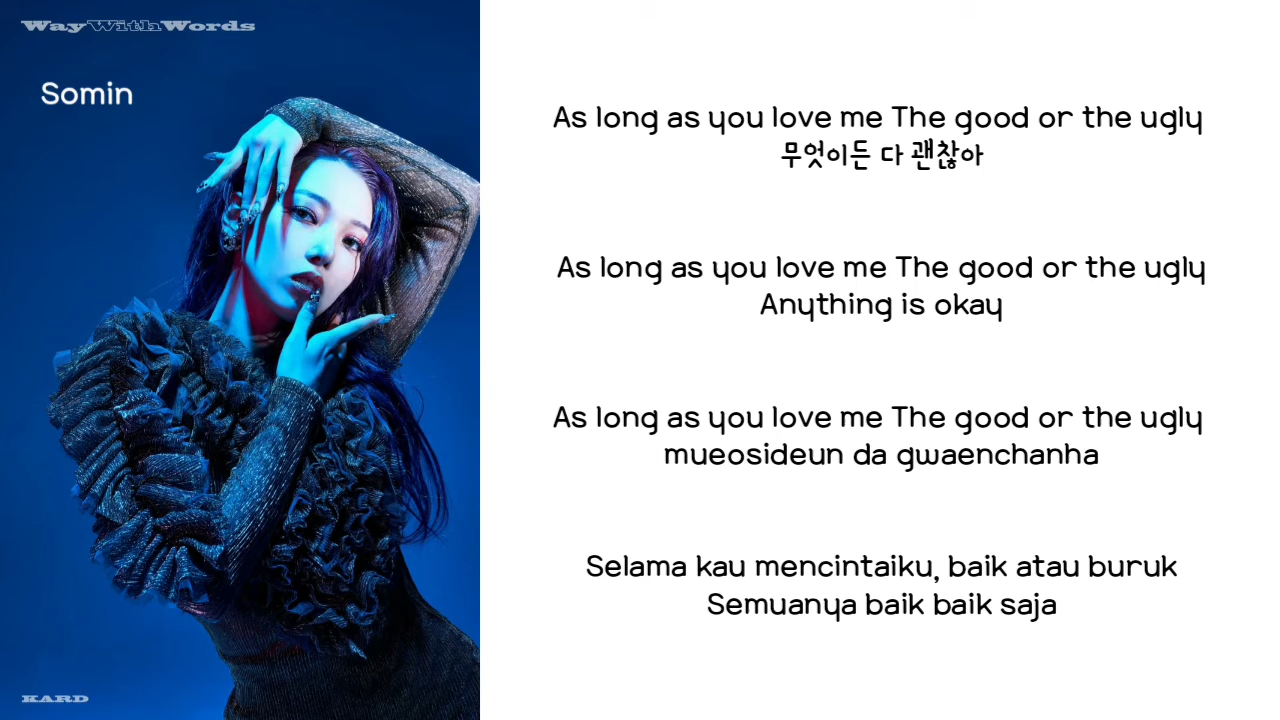 WayWithWords
Somin
As long as you love me The good or the ugly
무엇이든 다 괜찮아
As long as you love me The good or the ugly
Anything is okay
As long as you love me The good or the ugly
mueosideun da gwaenchanha
Selama kau mencintaiku, baik atau buruk
Semuanya baik baik saja
KARD